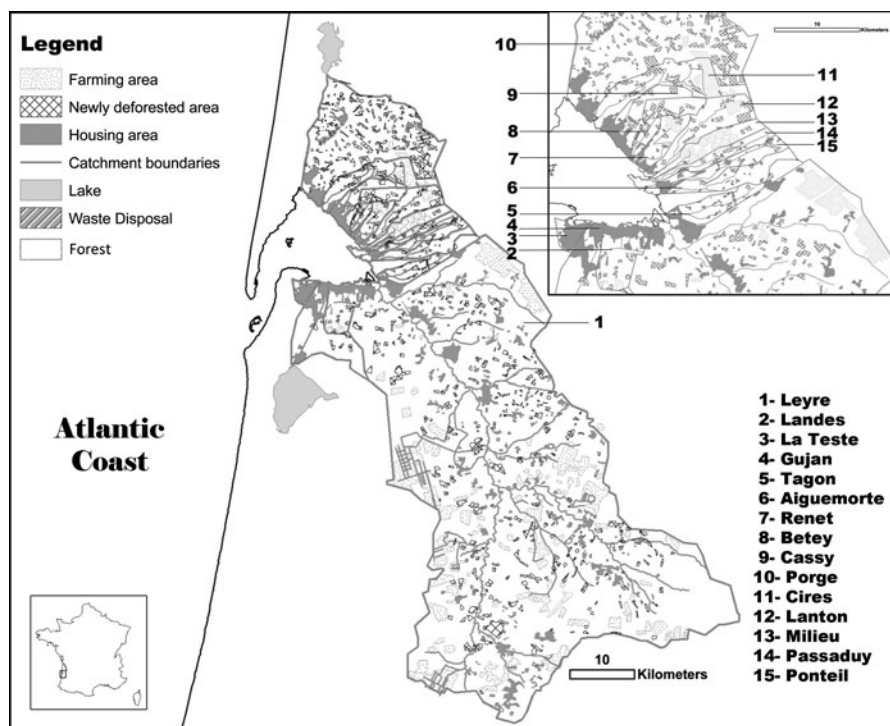 Legend
Farming area
Newly deforested area
Housing area
Catchment boundaries
Lake
Waste Disposal
Forest
Atlantic
Coast
10
Kilometers
10
9
8
7
6
5
4
3
2
11
12
13
14
15
1
1- Leyre
2- Landes
3- La Teste
4- Gujan
5- Tagon
6- Aiguemorte
7- Renet
8- Betey
9- Cassy
10- Porge
11- Cires
12- Lanton
13- Milieu
14- Passaduy
15- Ponteil
10
Kilometers